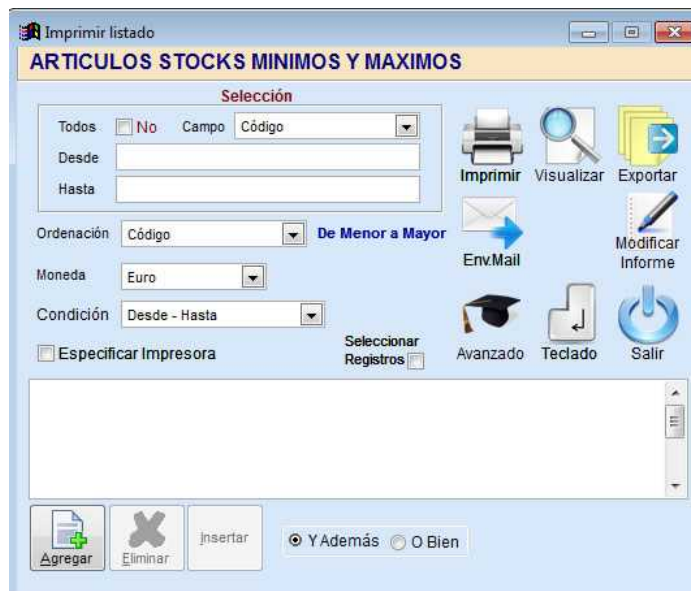 Imprimir listado
ARTICULOS STOCKS MINIMOS Y MAXIMOS
Selección
Todos No Campo Código
Desde
Hasta
Imprimir Visualizar Exportar
Ordenación Código De Menor a Mayor
Env.Mail Modificar Informe
Moneda Euro
Condición Desde - Hasta
Especificar Impresora Seleccionar Registros
Avanzado Teclado Salir
Agregar Eliminar Insertar Y Además O Bien